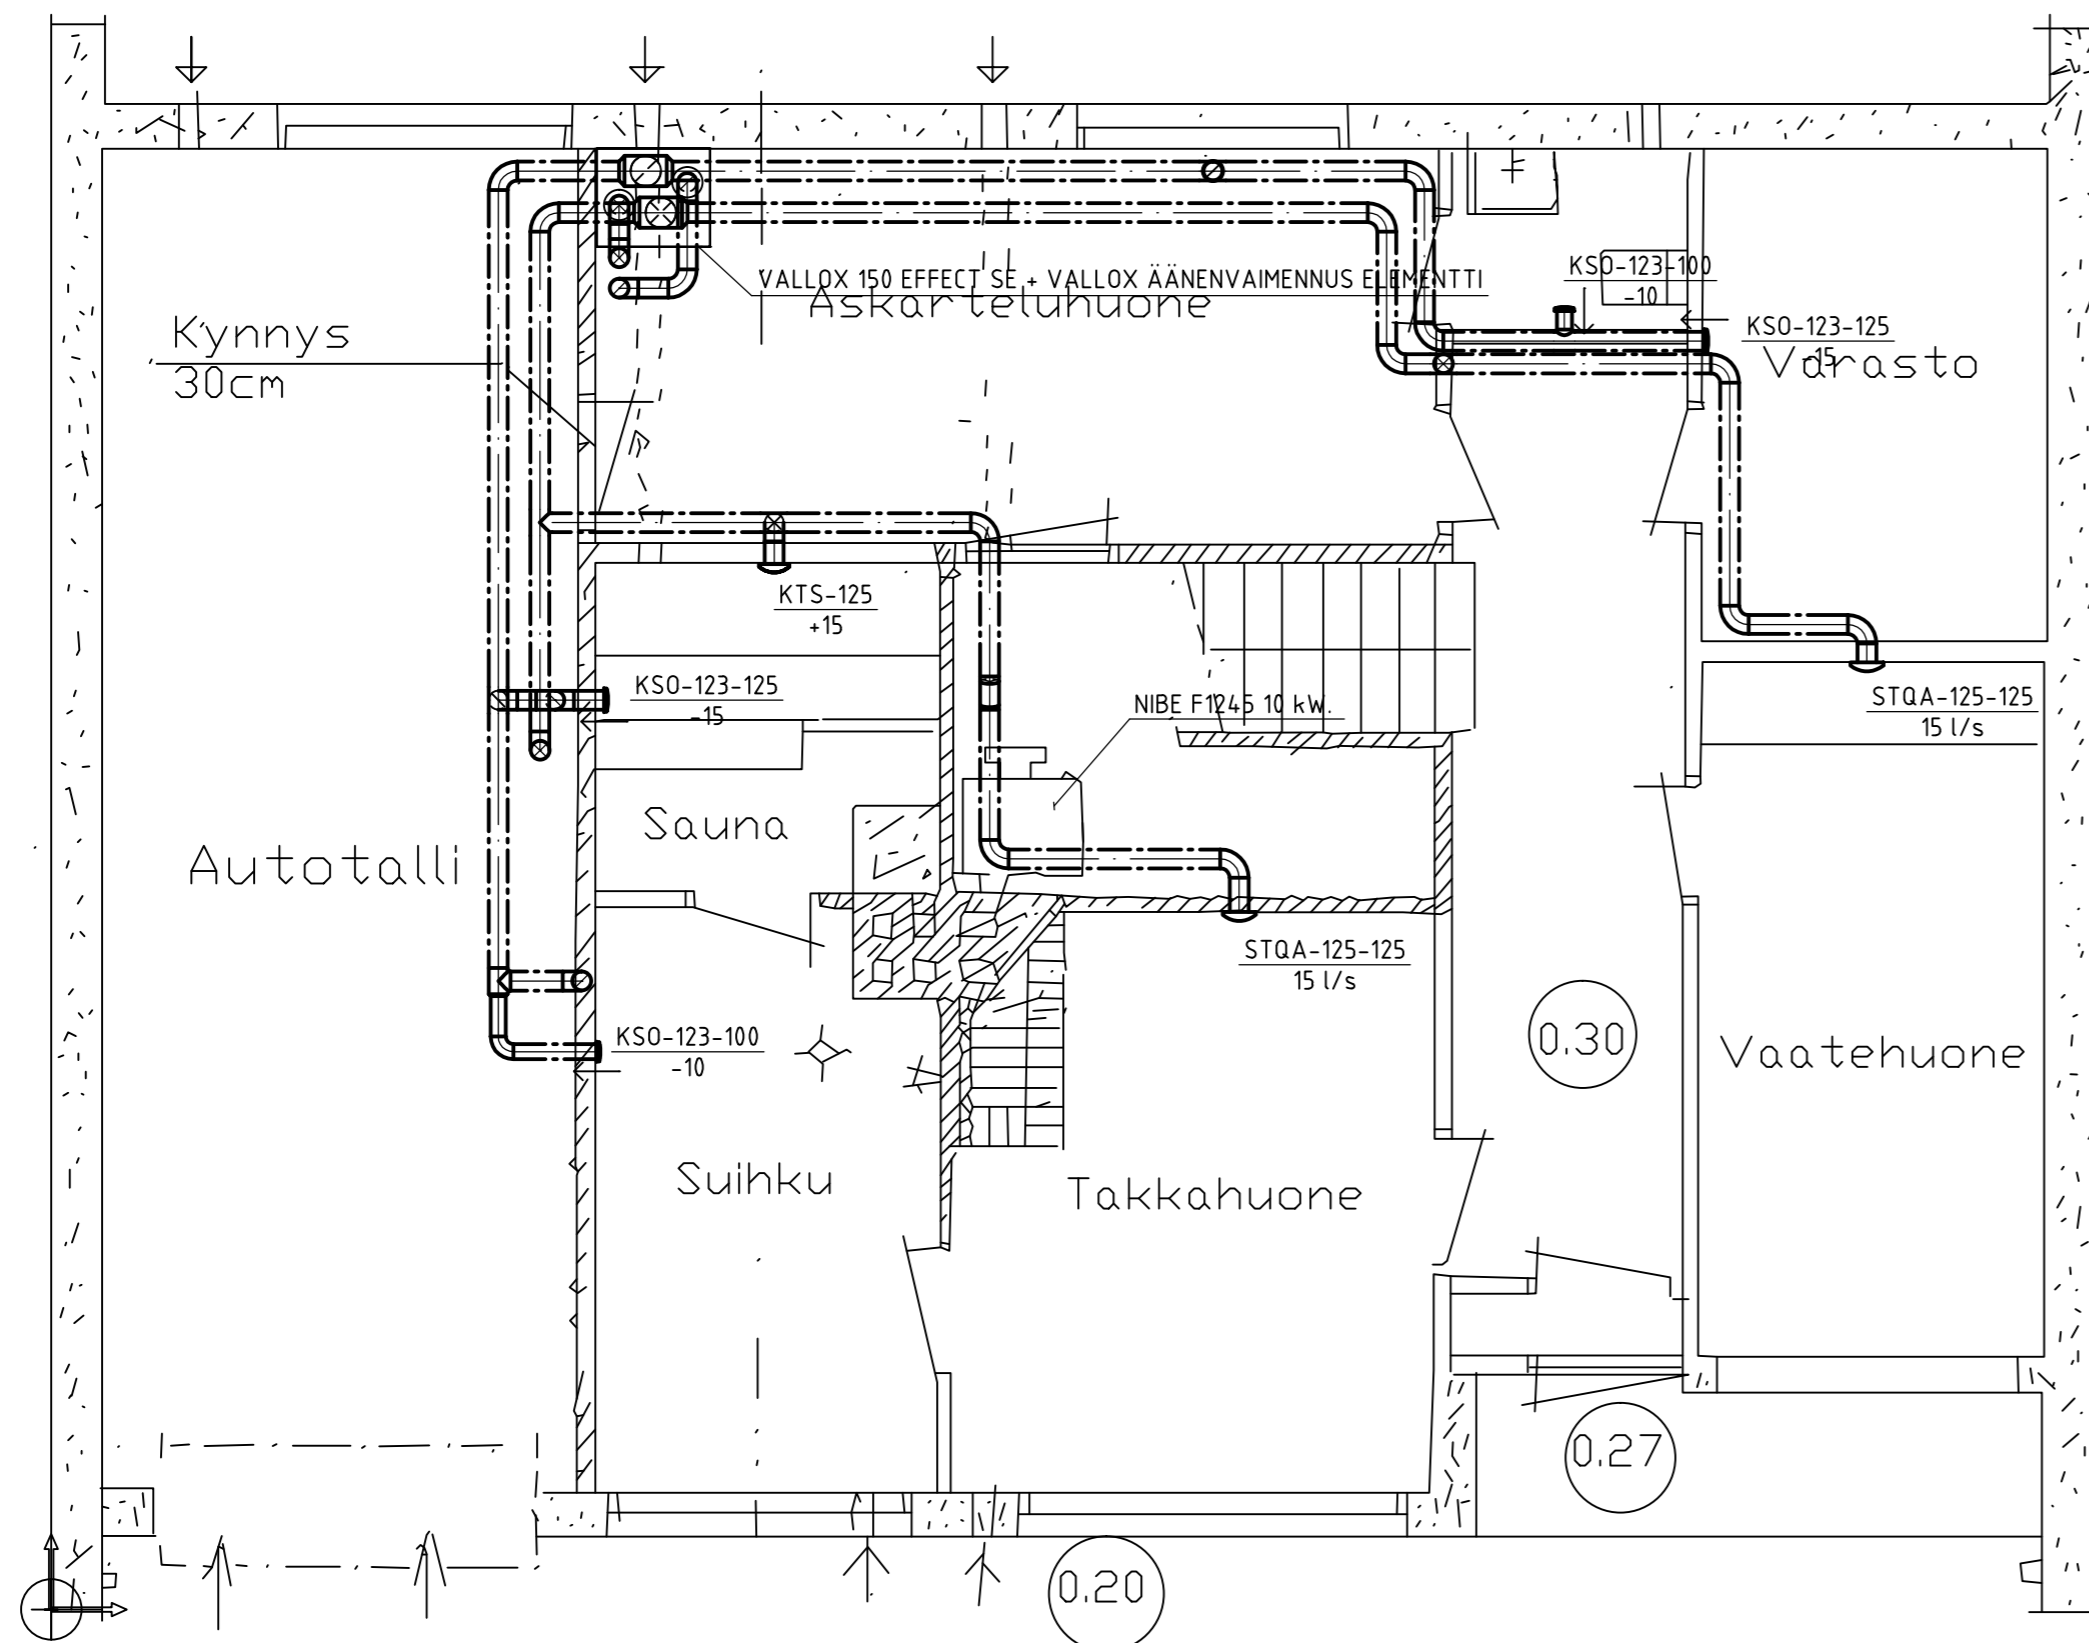 VALLOX 150 EFFECT SE + VALLOX ÄÄNENVAIMENNUS ELEMENTTI
Askarteluhuone
KSO-123-100
-10
KSO-123-125
-15
Varasto
Kynnys
30cm
KTS-125
+15
KSO-123-125
-15
NIBE F1245 10 kW.
STQA-125-125
15 l/s
Sauna
Autotalli
STQA-125-125
15 l/s
KSO-123-100
-10
0.30
Vaatehuone
Suihku
Takkahuone
0.27
0.20